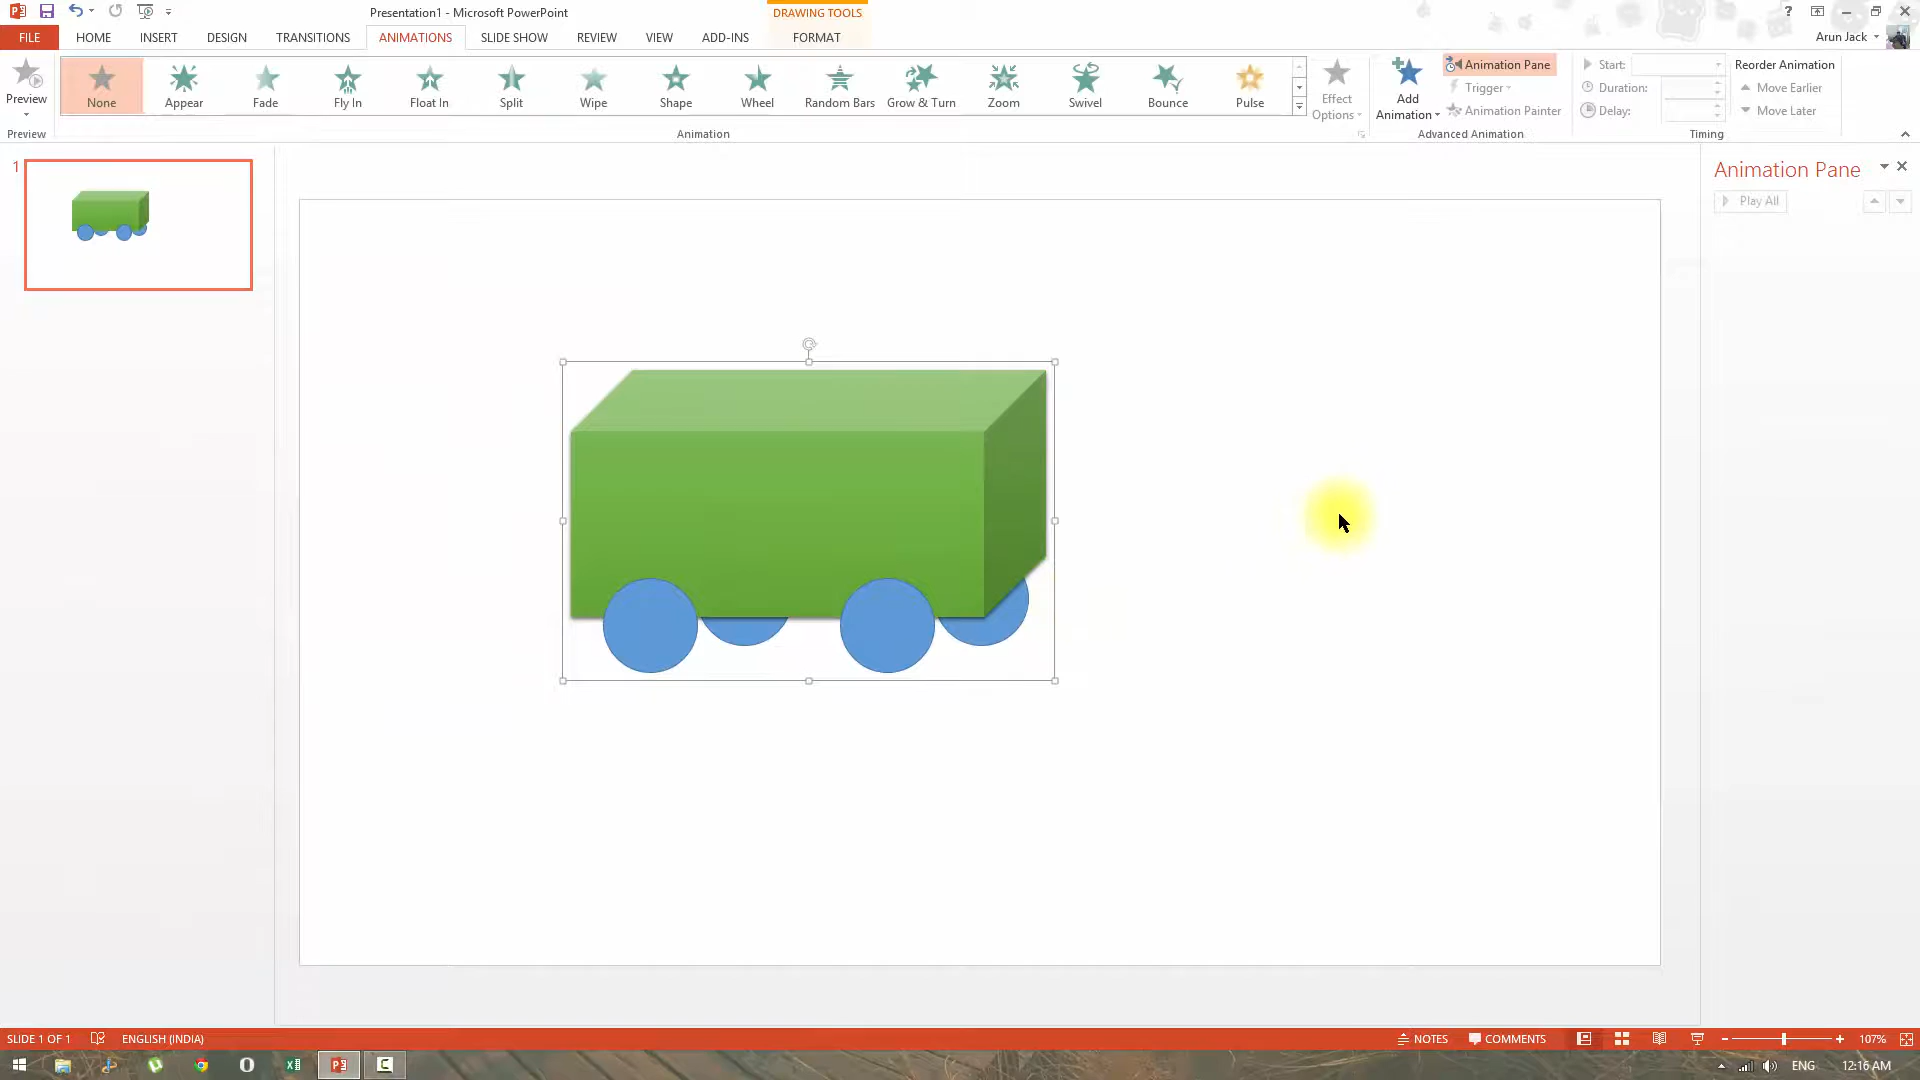 Presentation1 - Microsoft PowerPoint
DRAWING TOOLS
?
FILE HOME INSERT DESIGN TRANSITIONS ANIMATIONS SLIDE SHOW REVIEW VIEW ADD-INS FORMAT
Arun Jack
Preview
None Appear Fade Fly In Float In Split Wipe Shape Wheel Random Bars Grow & Turn Zoom Swivel Bounce Pulse
Effect Options
Add Animation
Animation Pane
Trigger
Animation Painter
Start:
Duration:
Delay:
Reorder Animation
Move Earlier
Move Later
Preview
Animation
Advanced Animation
Timing
1
Animation Pane
Play All
SLIDE 1 OF 1 ENGLISH (INDIA) NOTES COMMENTS 107%
ENG 12:16 AM